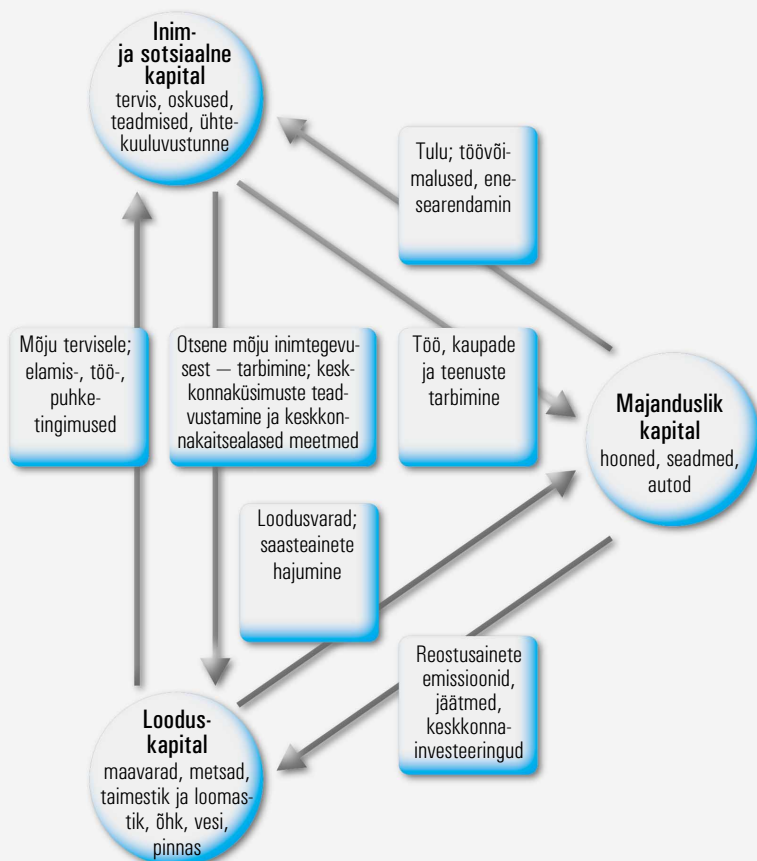 Inim-
ja sotsiaalne
kapital
tervis, oskused,
teadmised, ühte-
kuuluvustunne
Tulu; töövõi-
malused, ene-
searendamin
Mõju tervisele;
elamis-, töö-,
puhke-
tingimused
Otsene mõju inimtegevu-
sest — tarbimine; kesk-
konnaküsimuste tead-
vustamine ja keskkon-
nakaitsealased meetmed
Töö, kaupade
ja teenuste
tarbimine
Majanduslik
kapital
hooned, seadmed,
autod
Loodusvarad;
saasteainete
hajumine
Reostusainete
emissioonid,
jäätmed,
keskkonna-
investeeringud
Loodus-
kapital
maavarad, metsad,
taimestik ja loomas-
tik, õhk, vesi,
pinnas